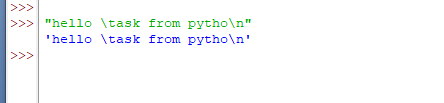 >>>
>>> "hello \task from pytho\n"
'hello \task from pytho\n'
>>>